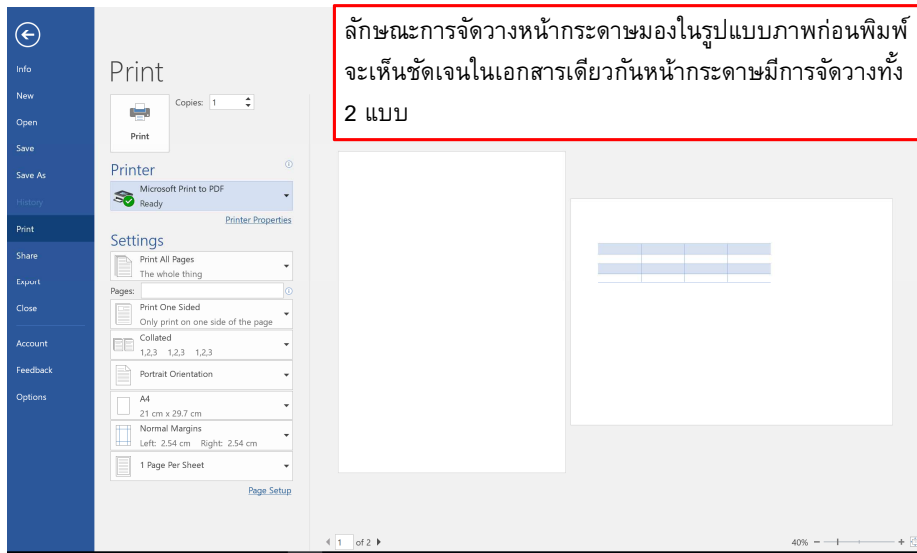 ลักษณะการจัดวางหน้ากระดาษมองในรูปแบบภาพก่อนพิมพ์
จะเห็นชัดเจนในเอกสารเดียวกันหน้ากระดาษมีการจัดวางทั้ง
2 แบบ
Info
New
Open
Save
Save As
History
Print
Share
Export
Close
Account
Feedback
Options
Print
Copies: 1
Print
Printer
Microsoft Print to PDF
Ready
Printer Properties
Settings
Print All Pages
The whole thing
Pages:
Print One Sided
Only print on one side of the page
Collated
1,2,3 1,2,3 1,2,3
Portrait Orientation
A4
21 cm x 29.7 cm
Normal Margins
Left: 2.54 cm Right: 2.54 cm
1 Page Per Sheet
Page Setup
1 of 2
40%